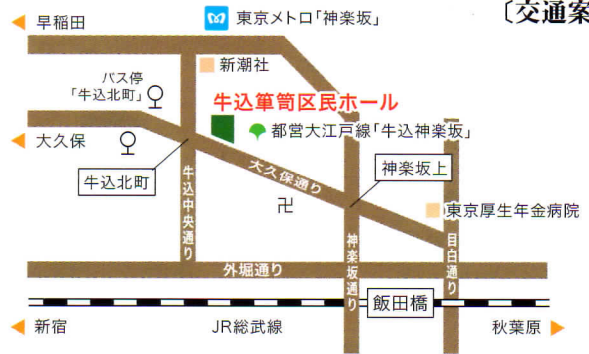 〔交通案
早稲田
東京メトロ「神楽坂」
新潮社
バス停
「牛込北町」
牛込箪笥区民ホール
都営大江戸線「牛込神楽坂」
大久保
牛込北町
大久保通り
神楽坂上
牛込中央通り
卍
東京厚生年金病院
神楽坂通り
目白通り
外堀通り
飯田橋
新宿
JR総武線
秋葉原